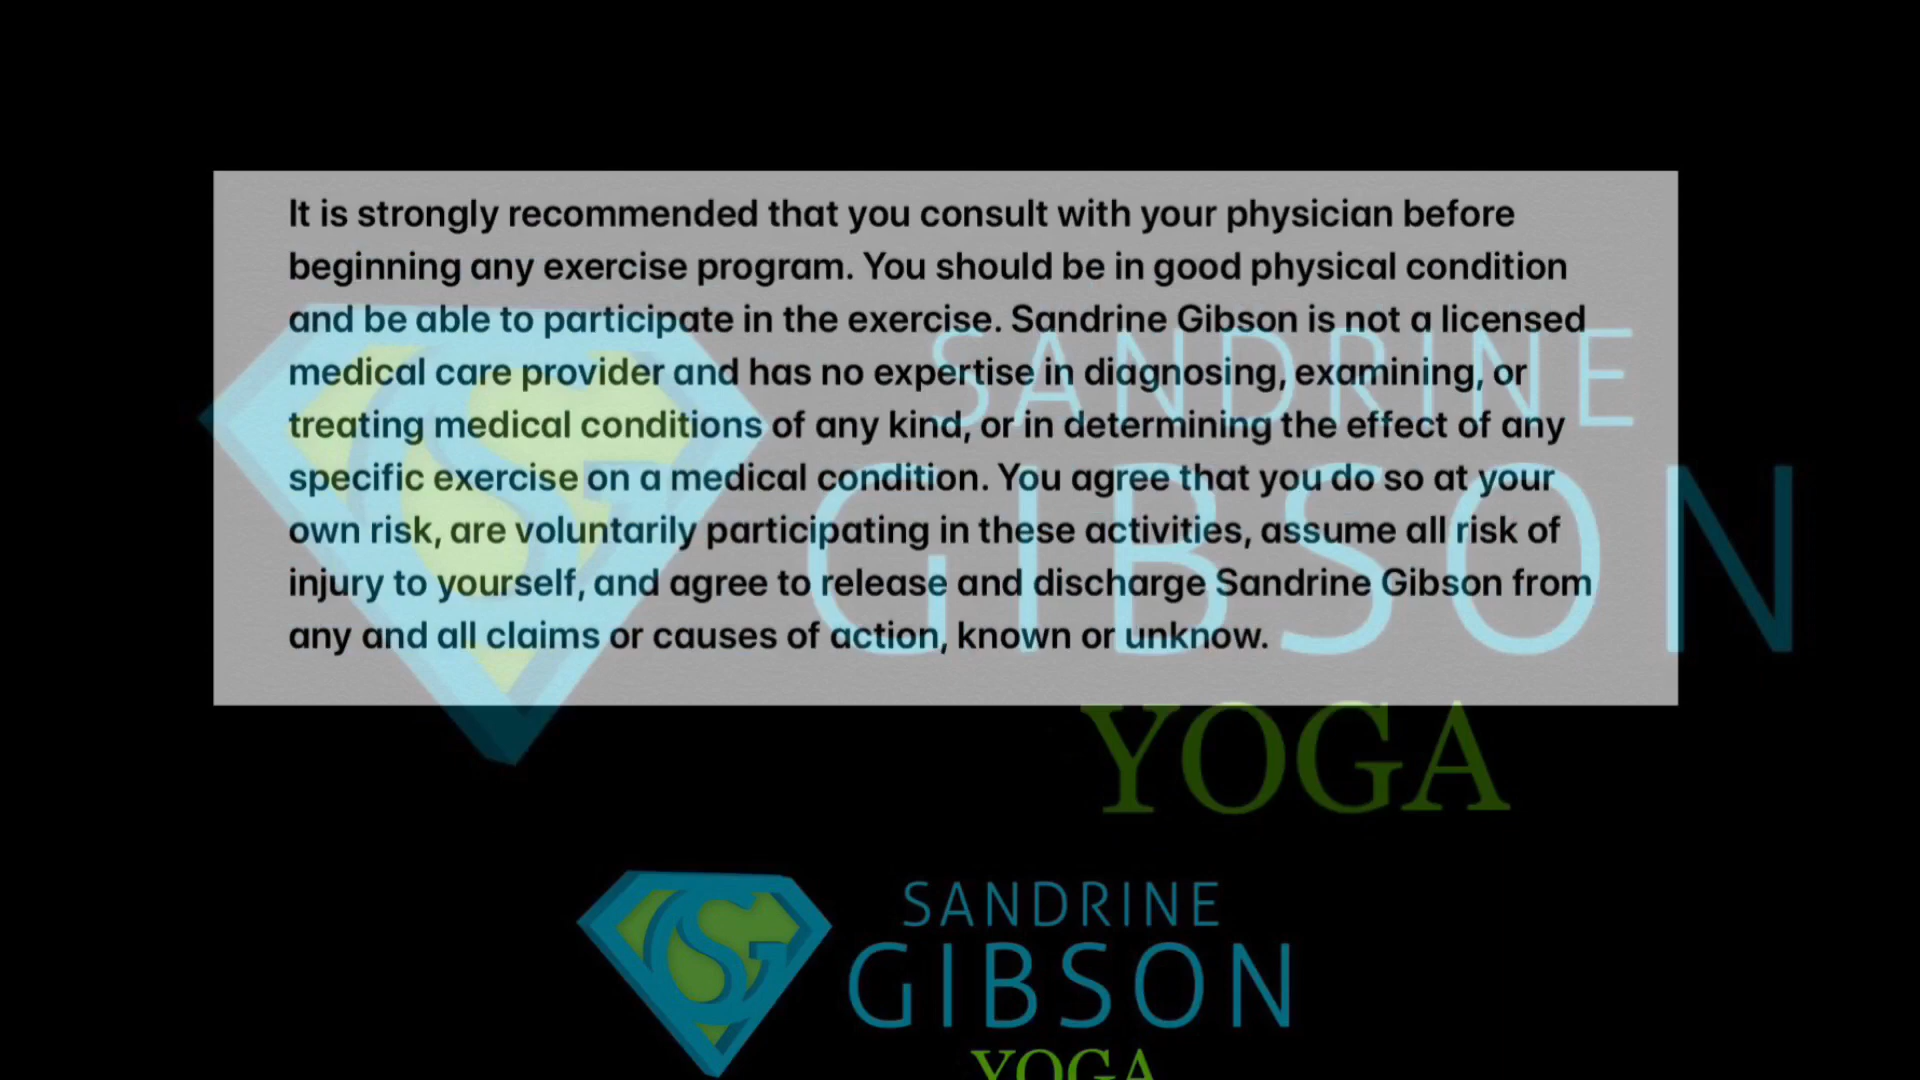 It is strongly recommended that you consult with your physician before
beginning any exercise program. You should be in good physical condition
and be able to participate in the exercise. Sandrine Gibson is not a licensed
medical care provider and has no expertise in diagnosing, examining, or
treating medical conditions of any kind, or in determining the effect of any
specific exercise on a medical condition. You agree that you do so at your
own risk, are voluntarily participating in these activities, assume all risk of
injury to yourself, and agree to release and discharge Sandrine Gibson from
any and all claims or causes of action, known or unknow.
SG
SANDRINE
GIBSON
YOGA
SG
SANDRINE
GIBSON
YOGA